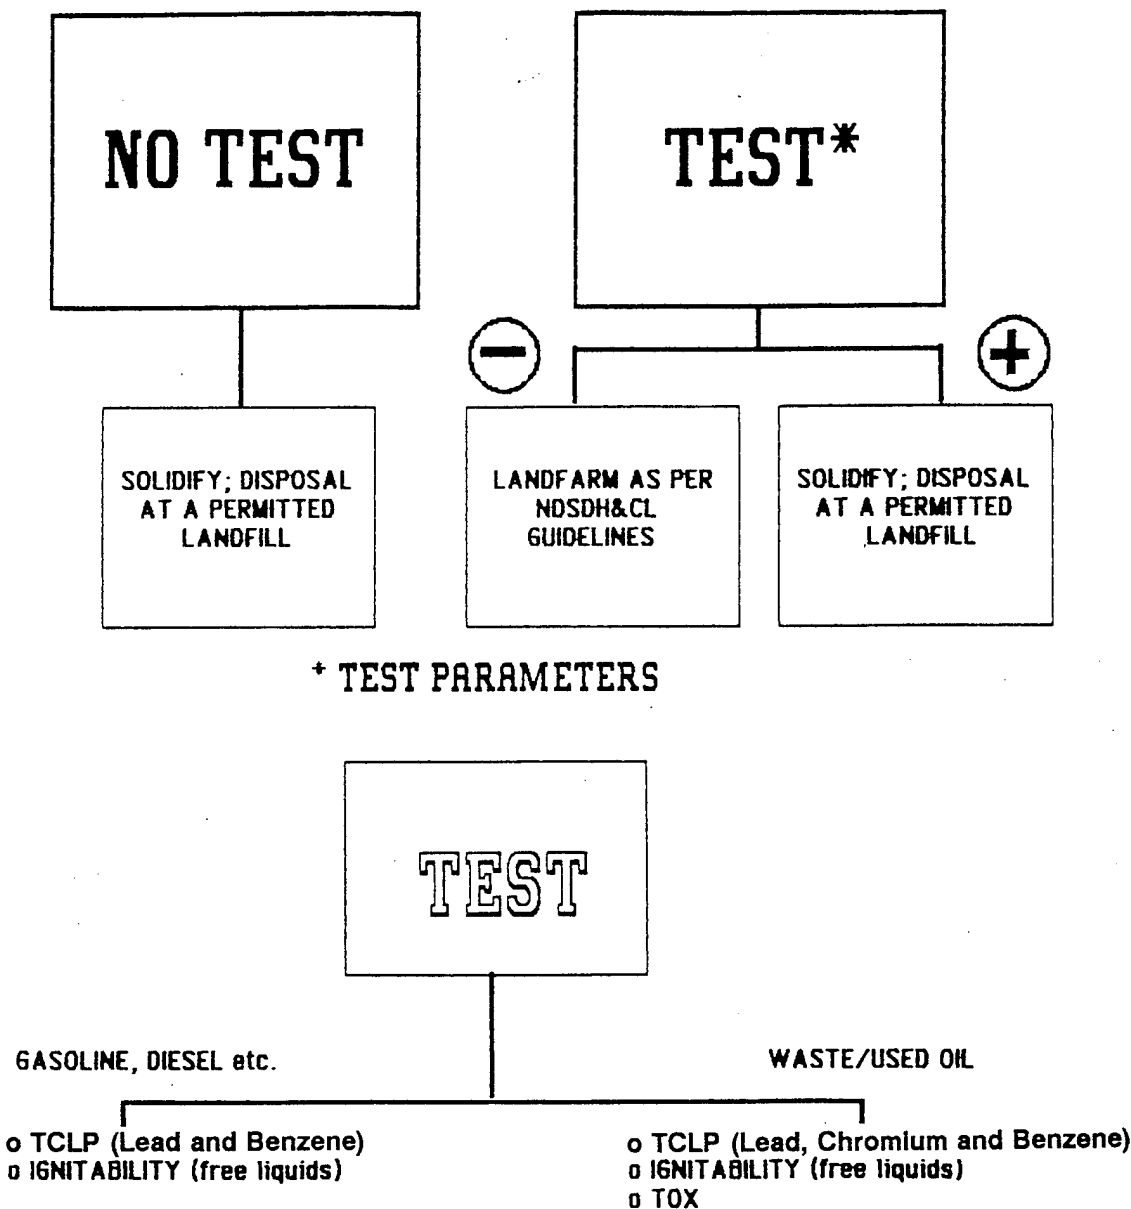 NO TEST
TEST*
−
+
SOLIDIFY; DISPOSAL
AT A PERMITTED
LANDFILL
LANDFARM AS PER
NDSDH&CL
GUIDELINES
SOLIDIFY; DISPOSAL
AT A PERMITTED
LANDFILL
* TEST PARAMETERS
TEST
GASOLINE, DIESEL etc.
WASTE/USED OIL
o TCLP (Lead and Benzene)
o IGNITABILITY (free liquids)
o TCLP (Lead, Chromium and Benzene)
o IGNITABILITY (free liquids)
o TOX